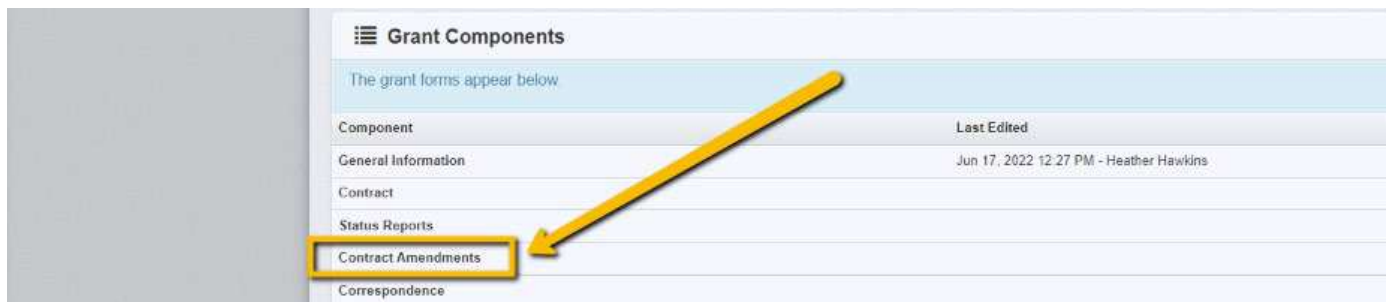 Grant Components
The grant forms appear below.
Component Last Edited
General Information Jun 17, 2022 12:27 PM - Heather Hawkins
Contract
Status Reports
Contract Amendments
Correspondence